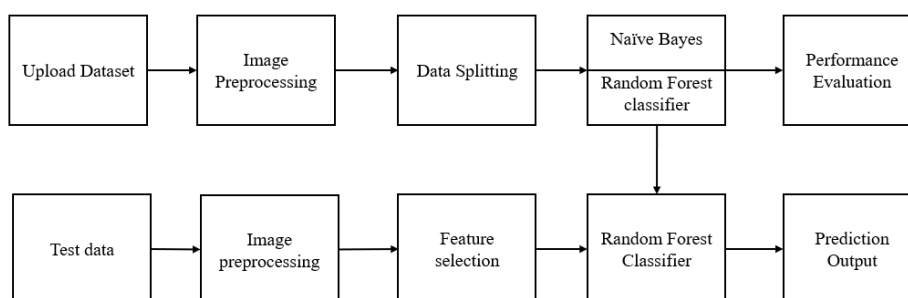 Upload Dataset
Image
Preprocessing
Data Splitting
Naïve Bayes
Random Forest
classifier
Performance
Evaluation
Test data
Image
preprocessing
Feature
selection
Random Forest
Classifier
Prediction
Output